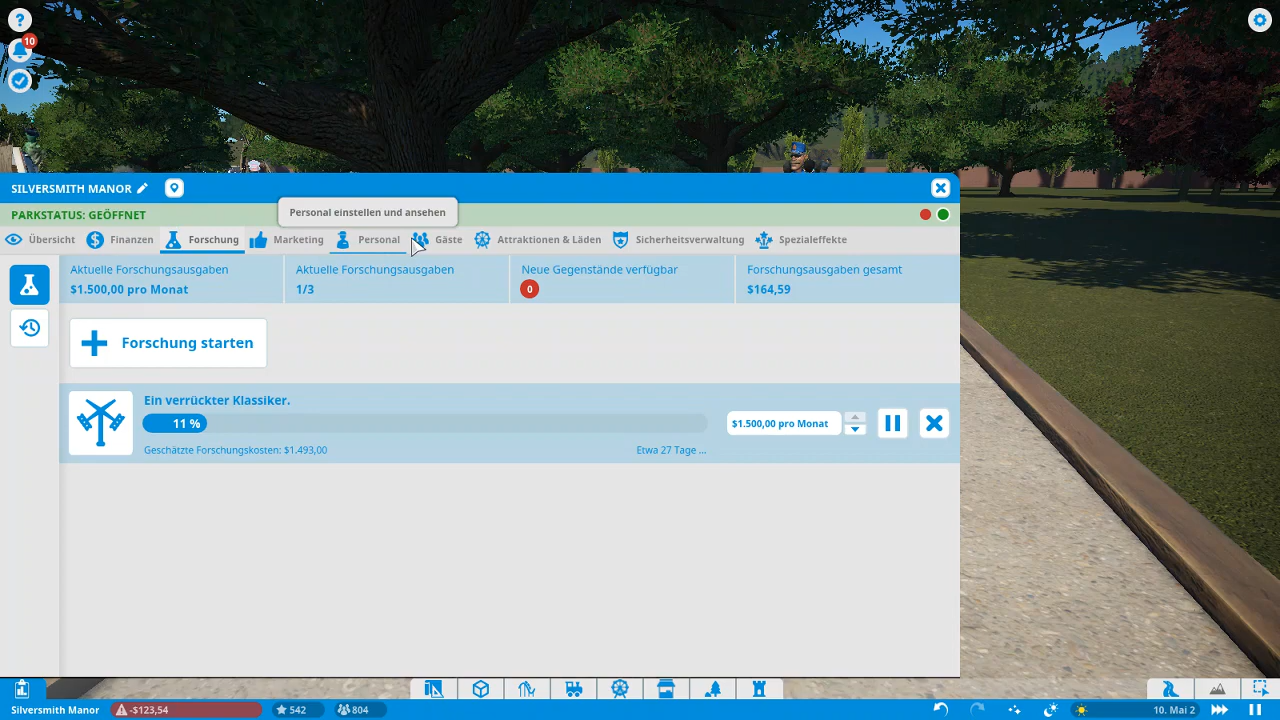 ?
10
SILVERSMITH MANOR
PARKSTATUS: GEÖFFNET
Personal einstellen und ansehen
Übersicht
Finanzen
Forschung
Marketing
Personal
Gäste
Attraktionen & Läden
Sicherheitsverwaltung
Spezialeffekte
Aktuelle Forschungsausgaben
$1.500,00 pro Monat
Aktuelle Forschungsausgaben
1/3
Neue Gegenstände verfügbar
0
Forschungsausgaben gesamt
$164,59
Forschung starten
Ein verrückter Klassiker.
11 %
$1.500,00 pro Monat
Geschätzte Forschungskosten: $1.493,00
Etwa 27 Tage ...
Silversmith Manor
-$123,54
542
804
10. Mai 2